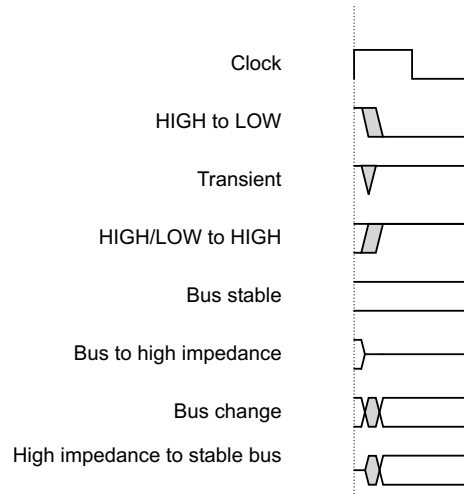 Clock
HIGH to LOW
Transient
HIGH/LOW to HIGH
Bus stable
Bus to high impedance
Bus change
High impedance to stable bus